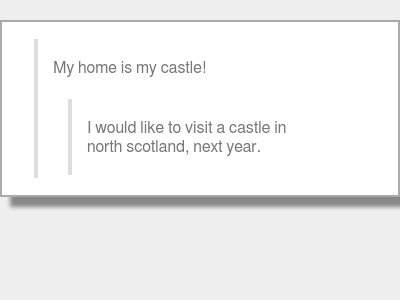 My home is my castle!
I would like to visit a castle in
north scotland, next year.